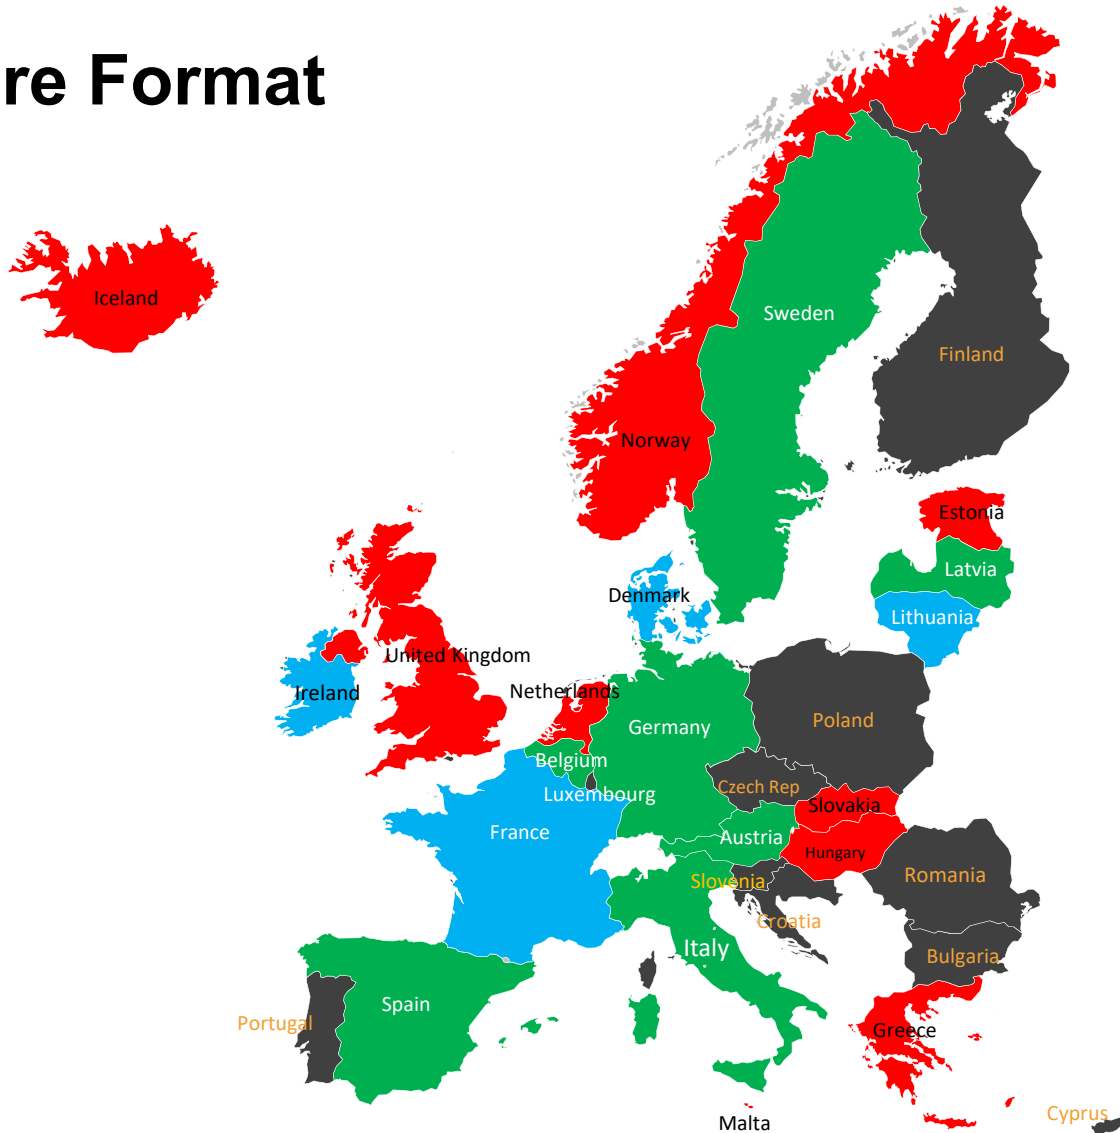 re Format
Iceland
Sweden
Finland
Norway
Estonia
Latvia
Denmark
Lithuania
United Kingdom
Ireland
Netherlands
Poland
Germany
Belgium
Czech Rep
Luxembourg
Slovakia
France
Austria
Hungary
Romania
Slovenia
Croatia
Italy
Bulgaria
Spain
Portugal
Greece
Cyprus
Malta